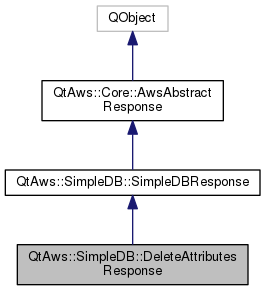 QObject
QtAws::Core::AwsAbstract
Response
QtAws::SimpleDB::SimpleDBResponse
QtAws::SimpleDB::DeleteAttributes
Response